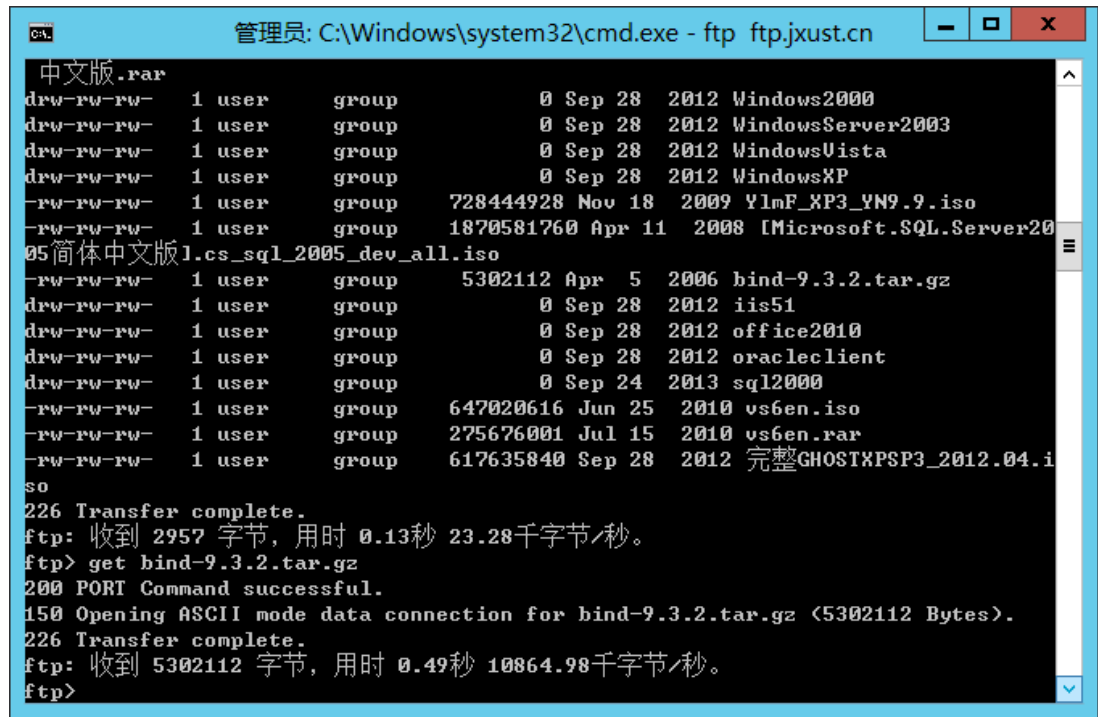 管理员: C:\Windows\system32\cmd.exe - ftp ftp.jxust.cn
中文版.rar
drw-rw-rw- 1 user group 0 Sep 28 2012 Windows2000
drw-rw-rw- 1 user group 0 Sep 28 2012 WindowsServer2003
drw-rw-rw- 1 user group 0 Sep 28 2012 WindowsVista
drw-rw-rw- 1 user group 0 Sep 28 2012 WindowsXP
-rw-rw-rw- 1 user group 728444928 Nov 18 2009 YlmF_XP3_YN9.9.iso
-rw-rw-rw- 1 user group 1870581760 Apr 11 2008 [Microsoft.SQL.Server20
05简体中文版].cs_sql_2005_dev_all.iso
-rw-rw-rw- 1 user group 5302112 Apr 5 2006 bind-9.3.2.tar.gz
drw-rw-rw- 1 user group 0 Sep 28 2012 iis51
drw-rw-rw- 1 user group 0 Sep 28 2012 office2010
drw-rw-rw- 1 user group 0 Sep 28 2012 oracleclient
drw-rw-rw- 1 user group 0 Sep 24 2013 sql2000
-rw-rw-rw- 1 user group 647020616 Jun 25 2010 vs6en.iso
-rw-rw-rw- 1 user group 275676001 Jul 15 2010 vs6en.rar
-rw-rw-rw- 1 user group 617635840 Sep 28 2012 完整GHOSTXPSP3_2012.04.i
so
226 Transfer complete.
ftp: 收到 2957 字节，用时 0.13秒 23.28千字节/秒。
ftp> get bind-9.3.2.tar.gz
200 PORT Command successful.
150 Opening ASCII mode data connection for bind-9.3.2.tar.gz (5302112 Bytes).
226 Transfer complete.
ftp: 收到 5302112 字节，用时 0.49秒 10864.98千字节/秒。
ftp>